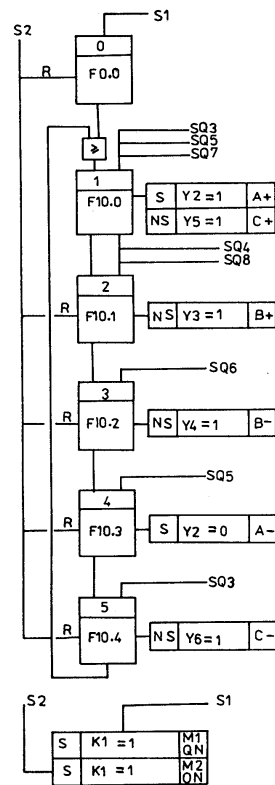 S1
S2
0
R
F0.0
≥
SQ3
SQ5
SQ7
1
F10.0
S Y2=1 A+
NS Y5=1 C+
SQ4
SQ8
2
R
F10.1
NS Y3=1 B+
SQ6
3
R
F10.2
NS Y4=1 B-
SQ5
4
R
F10.3
S Y2=0 A-
SQ3
5
R
F10.4
NS Y6=1 C-
S2
S1
S K1=1 M1 QN
S K1=1 M2 ON